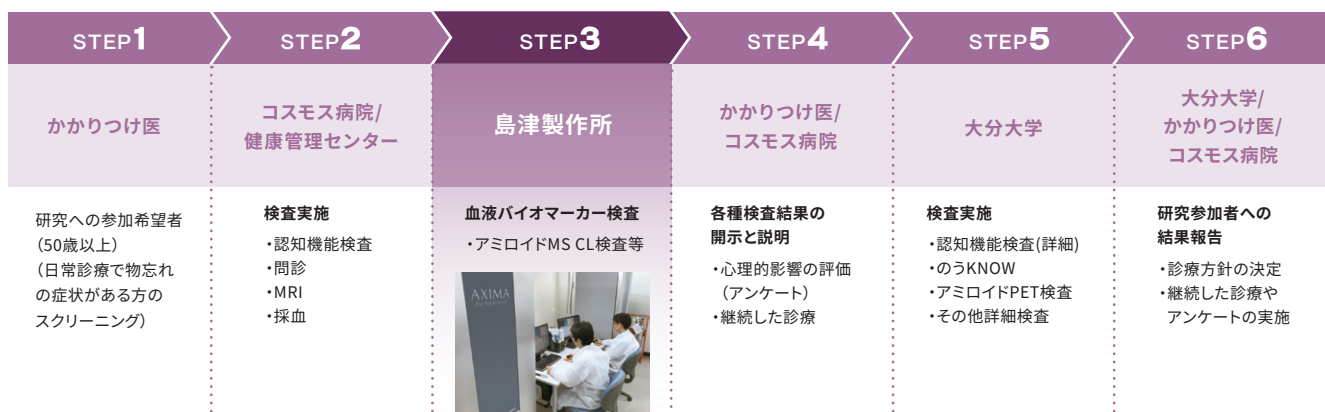 STEP1
STEP2
STEP3
STEP4
STEP5
STEP6
かかりつけ医
コスモス病院/
健康管理センター
島津製作所
かかりつけ医/
コスモス病院
大分大学
大分大学/
かかりつけ医/
コスモス病院
研究への参加希望者
（50歳以上）
（日常診療で物忘れ
の症状がある方の
スクリーニング）
検査実施
・認知機能検査
・問診
・MRI
・採血
血液バイオマーカー検査
・アミロイドMS CL検査等
AXIMA
各種検査結果の
開示と説明
・心理的影響の評価
（アンケート）
・継続した診療
検査実施
・認知機能検査(詳細)
・のうKNOW
・アミロイドPET検査
・その他詳細検査
研究参加者への
結果報告
・診療方針の決定
・継続した診療や
アンケートの実施